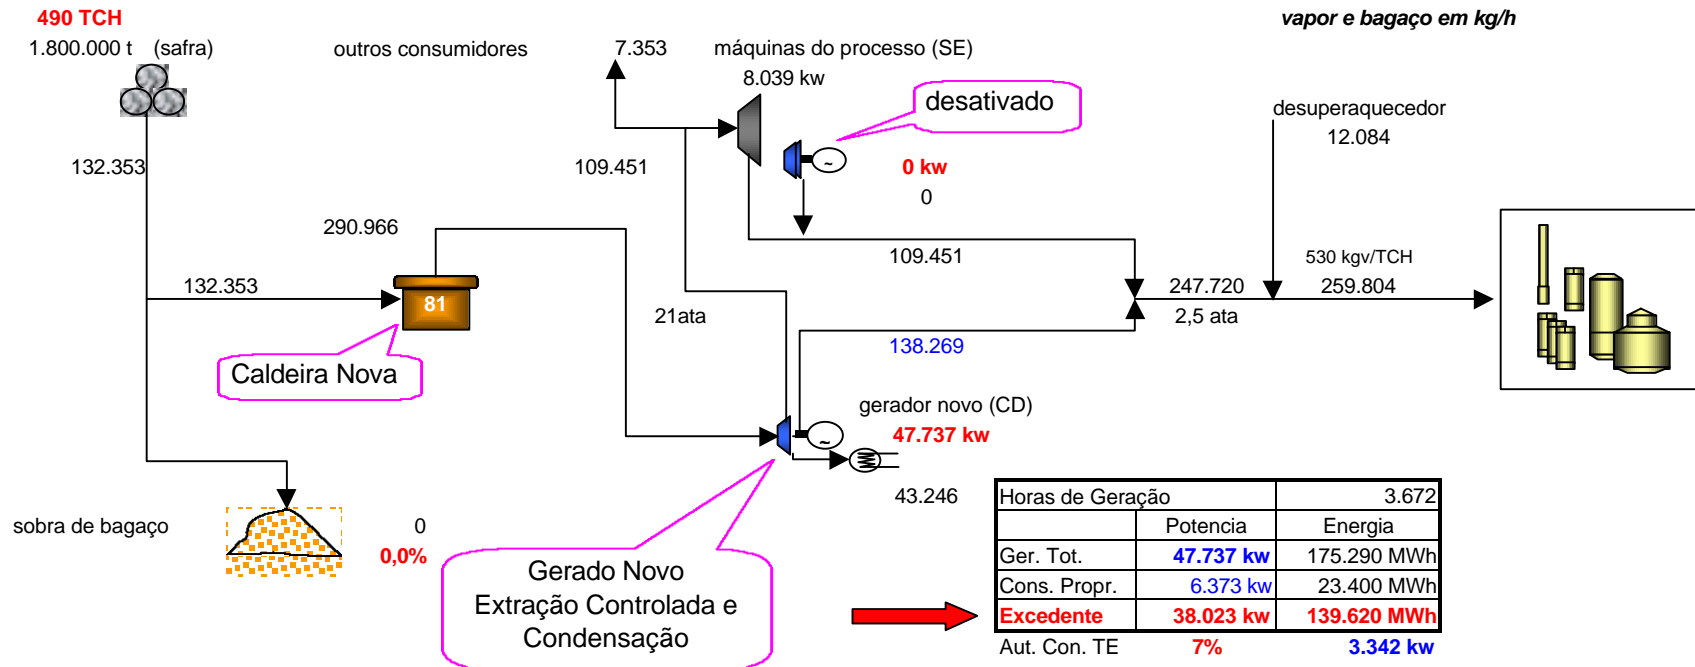 490 TCH
1.800.000 t (safra)
outros consumidores
7.353
máquinas do processo (SE)
8.039 kw
vapor e bagaço em kg/h
desativado
desuperaquecedor
12.084
132.353
109.451
~
0 kw
0
290.966
109.451
530 kgv/TCH
132.353
81
21ata
247.720
259.804
2,5 ata
138.269
Caldeira Nova
gerador novo (CD)
47.737 kw
~
43.246
sobra de bagaço
0
0,0%
Gerado Novo
Extração Controlada e
Condensação
Horas de Geração 3.672
Potencia Energia
Ger. Tot. 47.737 kw 175.290 MWh
Cons. Propr. 6.373 kw 23.400 MWh
Excedente 38.023 kw 139.620 MWh
Aut. Con. TE 7% 3.342 kw